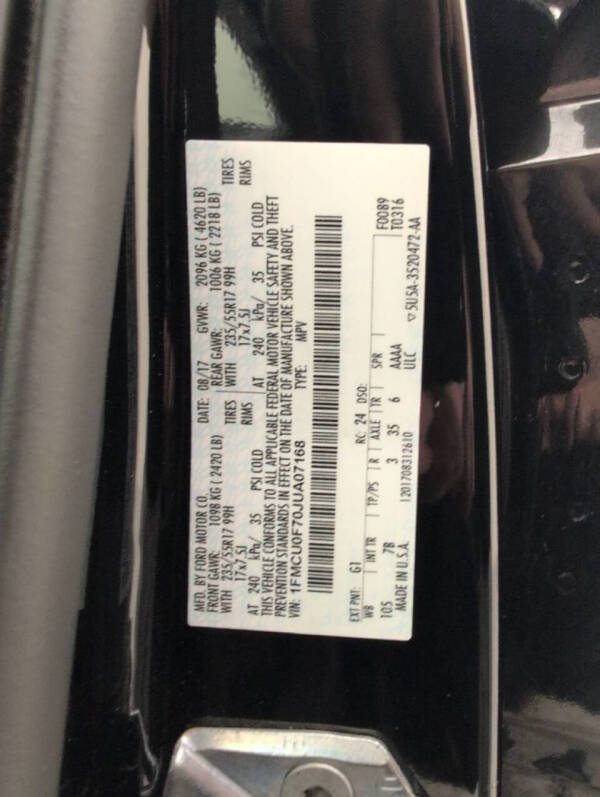 MFD. BY FORD MOTOR CO. DATE: 08/17 GVWR: 2096 KG ( 4620 LB)
FRONT GAWR: 1098 KG ( 2420 LB) REAR GAWR: 1006 KG ( 2218 LB)
WITH 235/55R17 99H TIRES WITH 235/55R17 99H TIRES
17x7.5J RIMS 17x7.5J RIMS
AT 240 kPa/ 35 PSI COLD AT 240 kPa/ 35 PSI COLD
THIS VEHICLE CONFORMS TO ALL APPLICABLE FEDERAL MOTOR VEHICLE SAFETY AND THEFT
PREVENTION STANDARDS IN EFFECT ON THE DATE OF MANUFACTURE SHOWN ABOVE.
VIN: 1FMCU0F70JUA07168 TYPE: MPV
EXT PNT: G1 RC: 24 DSO: F0089
WB INT TR TP/PS R AXLE TR SPR T0316
105 7B 3 35 6 AAAA
MADE IN U.S.A. 1201708312610 ULC
5U5A-3520472-AA